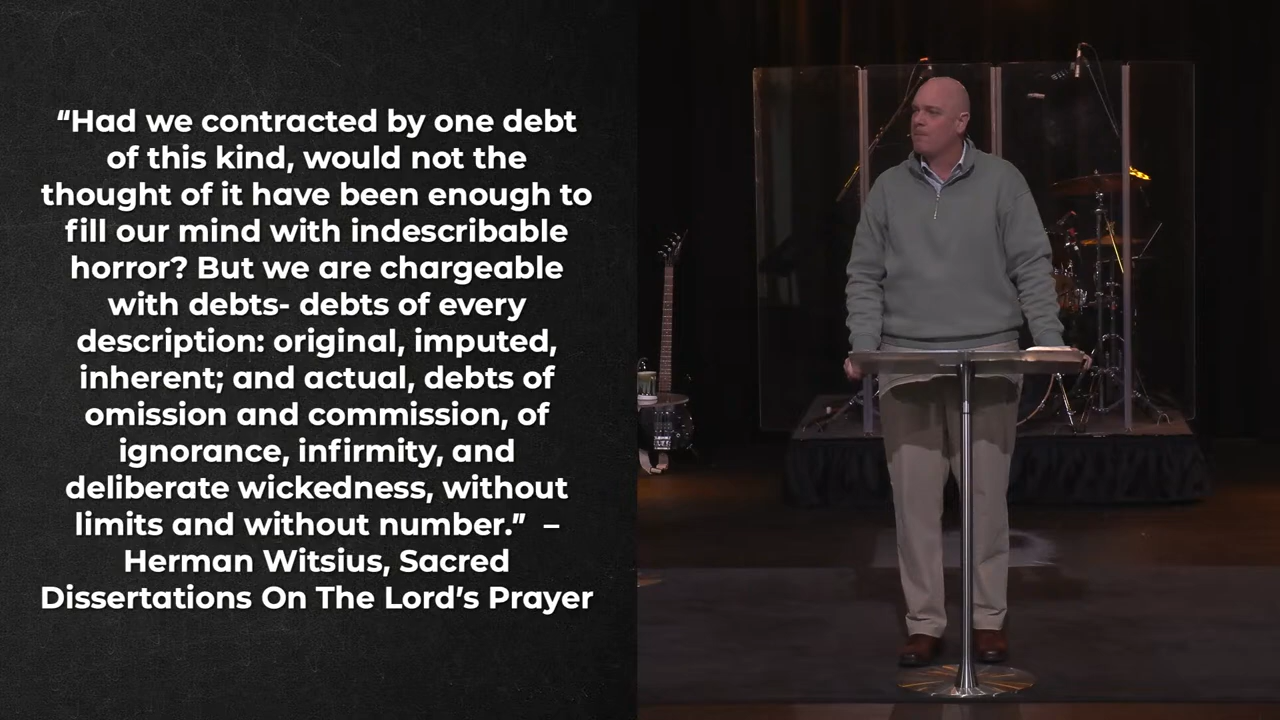 “Had we contracted by one debt
of this kind, would not the
thought of it have been enough to
fill our mind with indescribable
horror? But we are chargeable
with debts- debts of every
description: original, imputed,
inherent; and actual, debts of
omission and commission, of
ignorance, infirmity, and
deliberate wickedness, without
limits and without number.” –
Herman Witsius, Sacred
Dissertations On The Lord’s Prayer